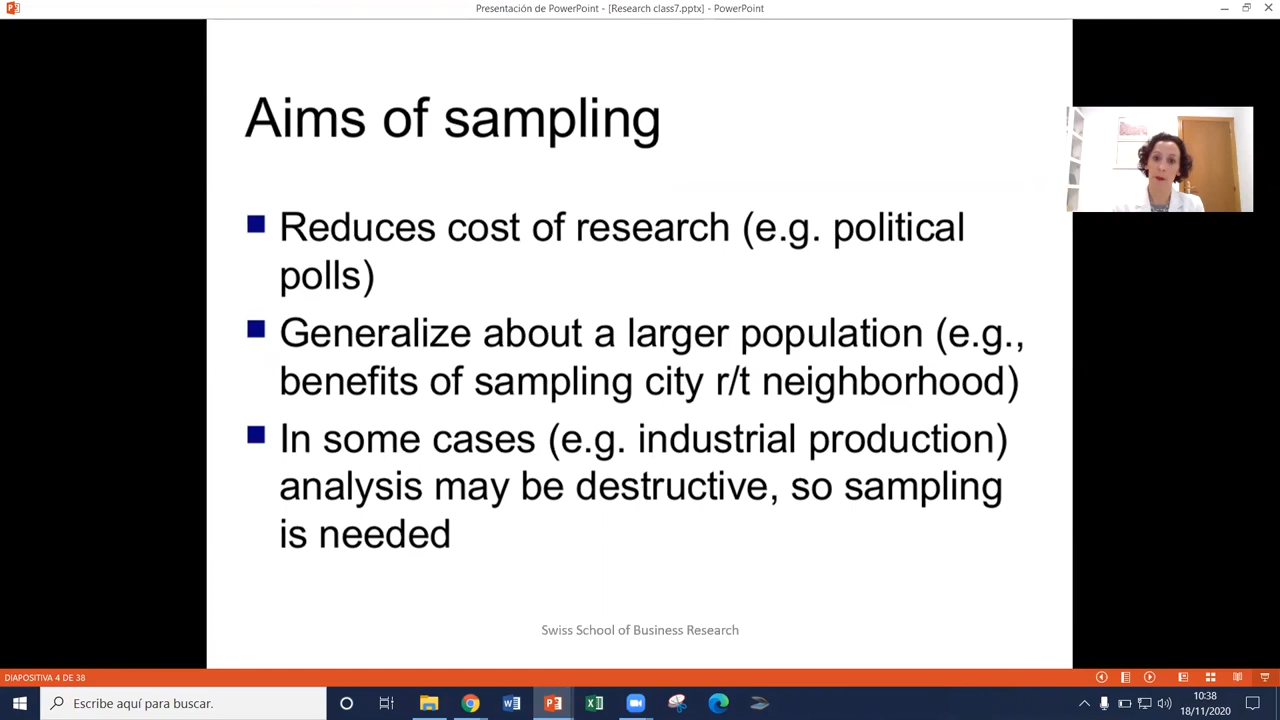 Presentación de PowerPoint - [Research class7.pptx] - PowerPoint
Aims of sampling
Reduces cost of research (e.g. political
polls)
Generalize about a larger population (e.g.,
benefits of sampling city r/t neighborhood)
In some cases (e.g. industrial production)
analysis may be destructive, so sampling
is needed
Swiss School of Business Research
DIAPOSITIVA 4 DE 38
Escribe aquí para buscar.
10:38
18/11/2020